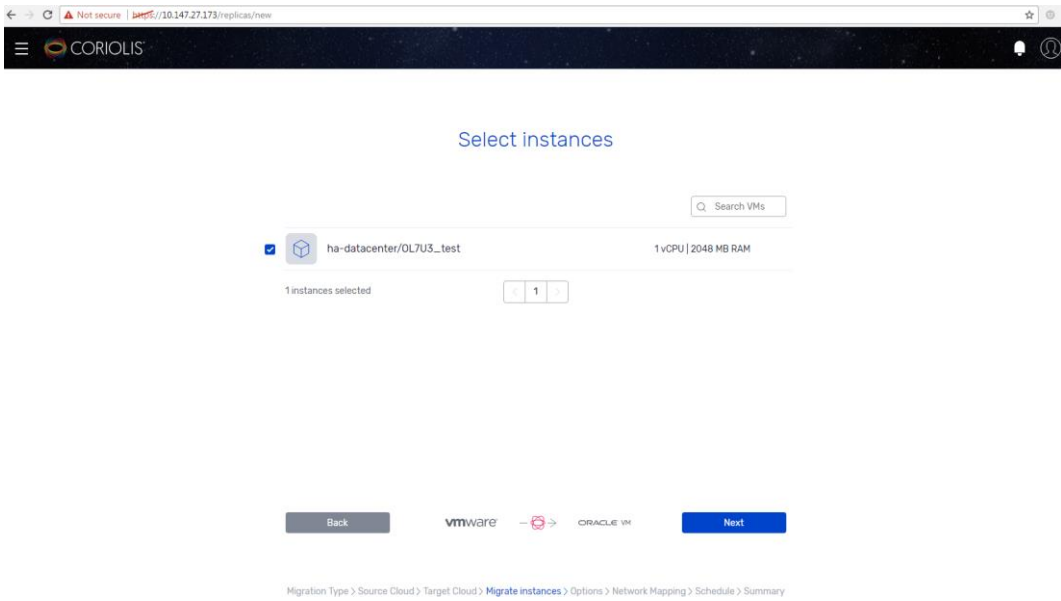 Not secure | https://10.147.27.173/replicas/new
CORIOLIS
Select instances
Search VMs
ha-datacenter/OL7U3_test
1 vCPU | 2048 MB RAM
1 instances selected
< 1 >
Back
vmware
ORACLE VM
Next
Migration Type > Source Cloud > Target Cloud > Migrate instances > Options > Network Mapping > Schedule > Summary